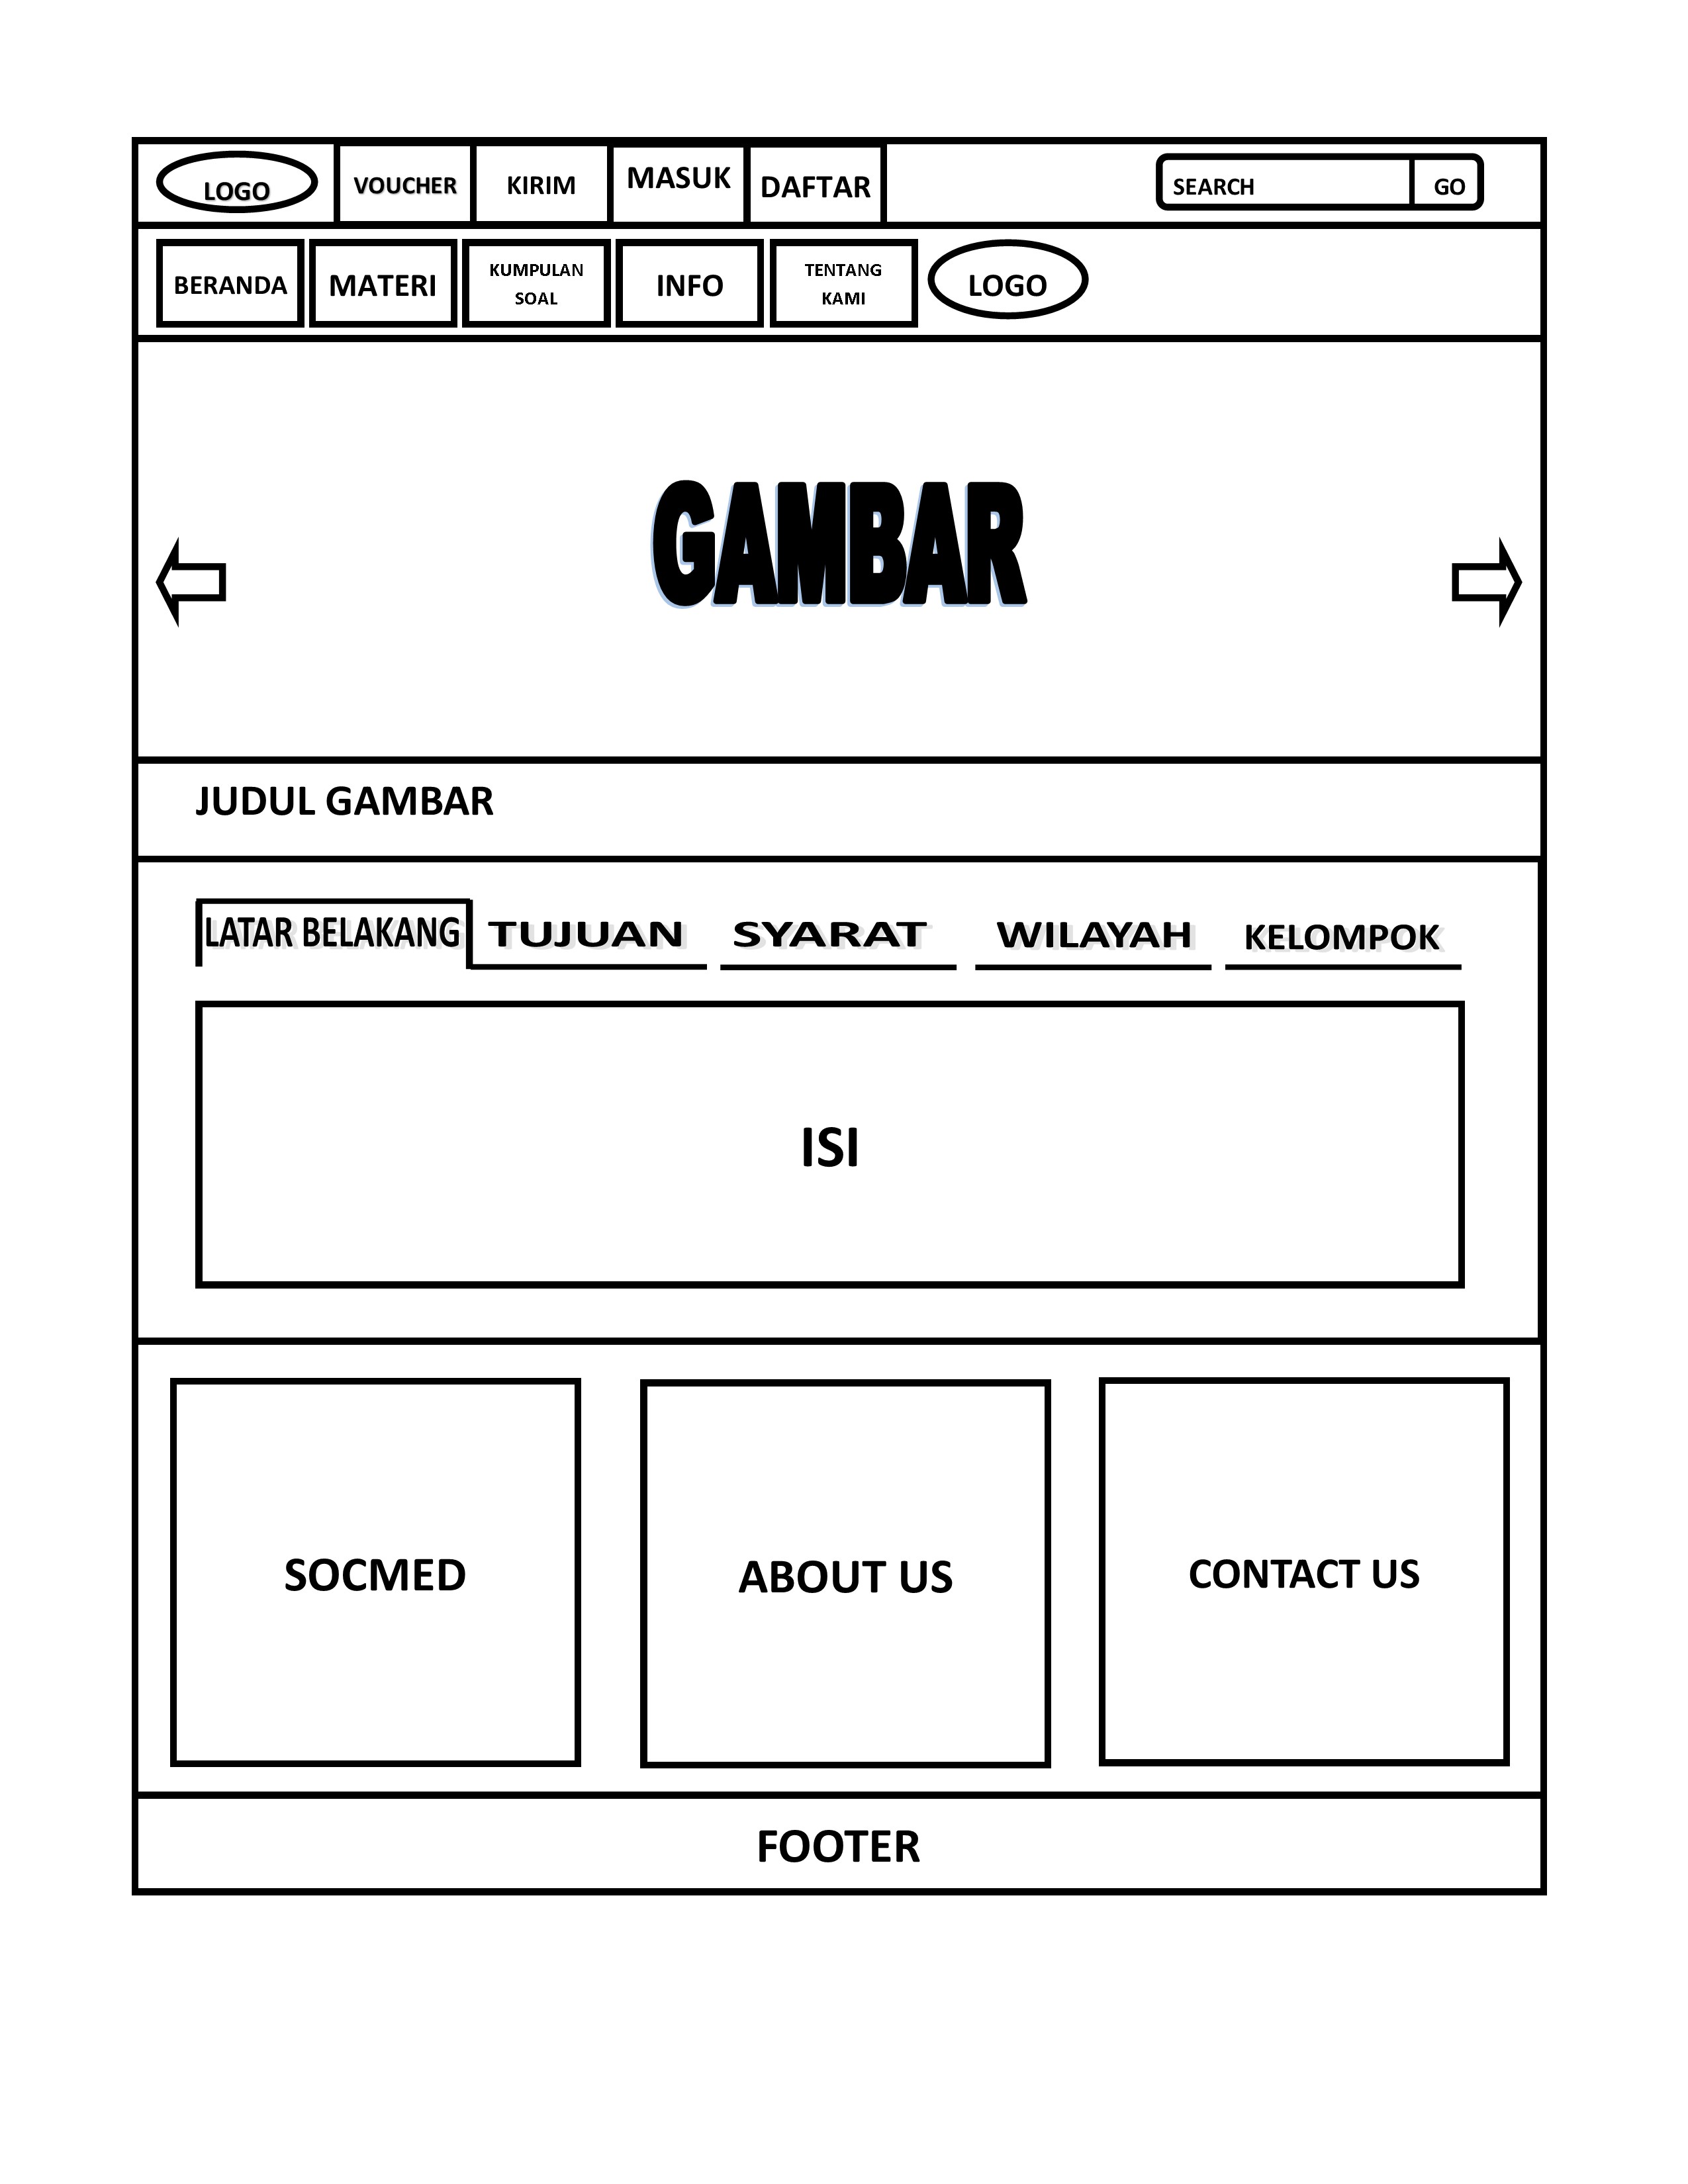 LOGO
VOUCHER
KIRIM
MASUK
DAFTAR
SEARCH
GO
BERANDA
MATERI
KUMPULAN
SOAL
INFO
TENTANG
KAMI
LOGO
GAMBAR
JUDUL GAMBAR
LATAR BELAKANG
TUJUAN
SYARAT
WILAYAH
KELOMPOK
ISI
SOCMED
ABOUT US
CONTACT US
FOOTER